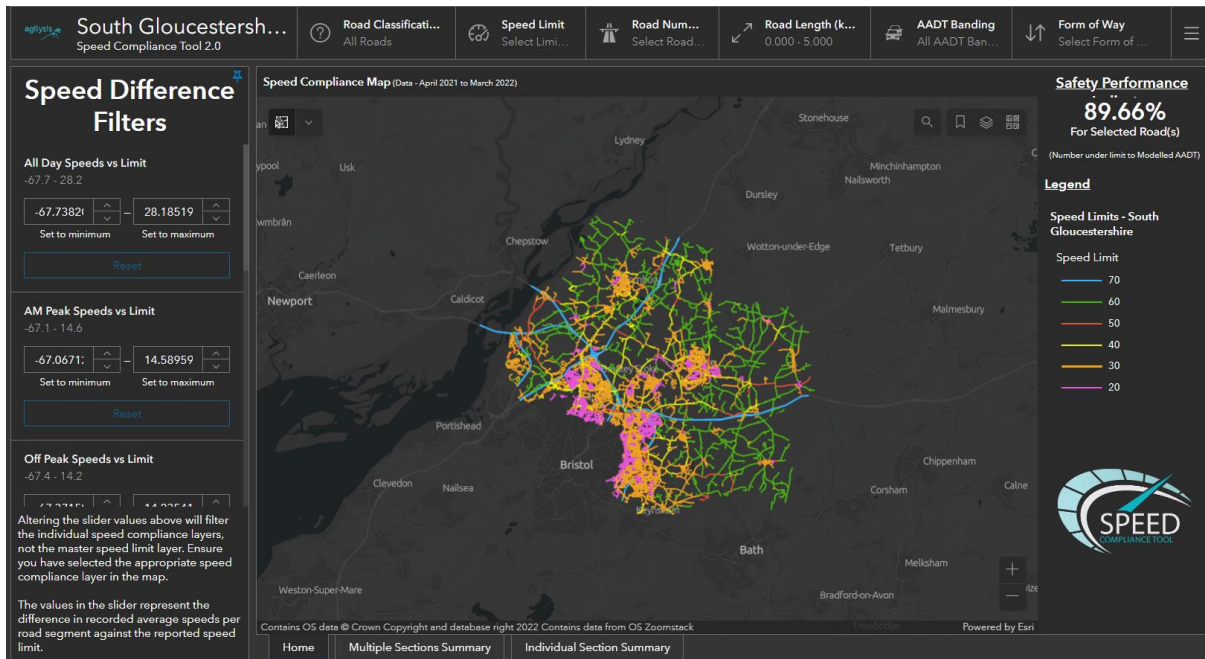 agilysis
South Gloucestersh...
Speed Compliance Tool 2.0
Road Classificati...
All Roads
Speed Limit
Select Limi...
Road Num...
Select Road...
Road Length (k...
0.000 - 5.000
AADT Banding
All AADT Ban...
Form of Way
Select Form of ...
Speed Difference
Filters
All Day Speeds vs Limit
-67.7 - 28.2
-67.7382 – 28.18519
Set to minimum Set to maximum
Reset
AM Peak Speeds vs Limit
-67.1 - 14.6
-67.0671 – 14.58959
Set to minimum Set to maximum
Reset
Off Peak Speeds vs Limit
-67.4 - 14.2
Altering the slider values above will filter
the individual speed compliance layers,
not the master speed limit layer. Ensure
you have selected the appropriate speed
compliance layer in the map.
The values in the slider represent the
difference in recorded average speeds per
road segment against the reported speed
limit.
Speed Compliance Map (Data - April 2021 to March 2022)
Stonehouse
Lydney
ypool
Usk
Minchinhampton
Nailsworth
Dursley
wmbrân
Chepstow
Wotton-under-Edge
Tetbury
Caerleon
Newport
Caldicot
Malmesbury
Portishead
Bristol
Chippenham
Clevedon
Nailsea
Corsham
Calne
Keynsham
Bath
Melksham
Weston-Super-Mare
Bradford-on-Avon
Trowbridge
Contains OS data © Crown Copyright and database right 2022 Contains data from OS Zoomstack
Powered by Esri
Home
Multiple Sections Summary
Individual Section Summary
Safety Performance
89.66%
For Selected Road(s)
(Number under limit to Modelled AADT)
Legend
Speed Limits - South
Gloucestershire
Speed Limit
70
60
50
40
30
20
SPEED
COMPLIANCE TOOL